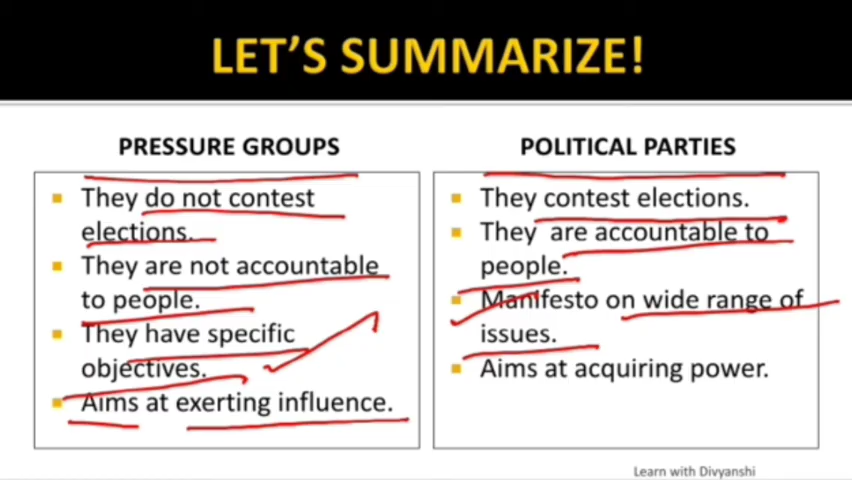 LET'S SUMMARIZE!
PRESSURE GROUPS
They do not contest
elections.
They are not accountable
to people.
They have specific
objectives.
Aims at exerting influence.
POLITICAL PARTIES
They contest elections.
They are accountable to
people.
Manifesto on wide range of
issues.
Aims at acquiring power.
Learn with Divyanshi